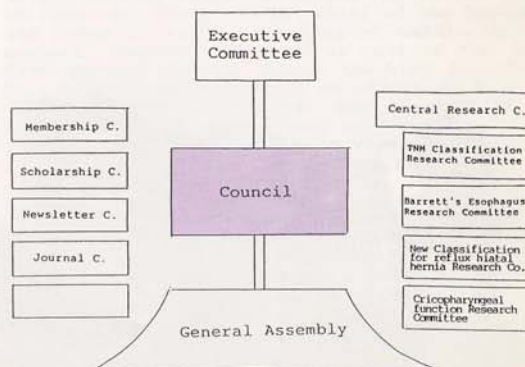 Executive
Committee
Membership C.
Scholarship C.
Newsletter C.
Journal C.
Council
General Assembly
Central Research C.
TNM Classification
Research Committee
Barrett's Esophagus
Research Committee
New Classification
for reflux hiatal
hernia Research Co.
Cricopharyngeal
function Research
Committee